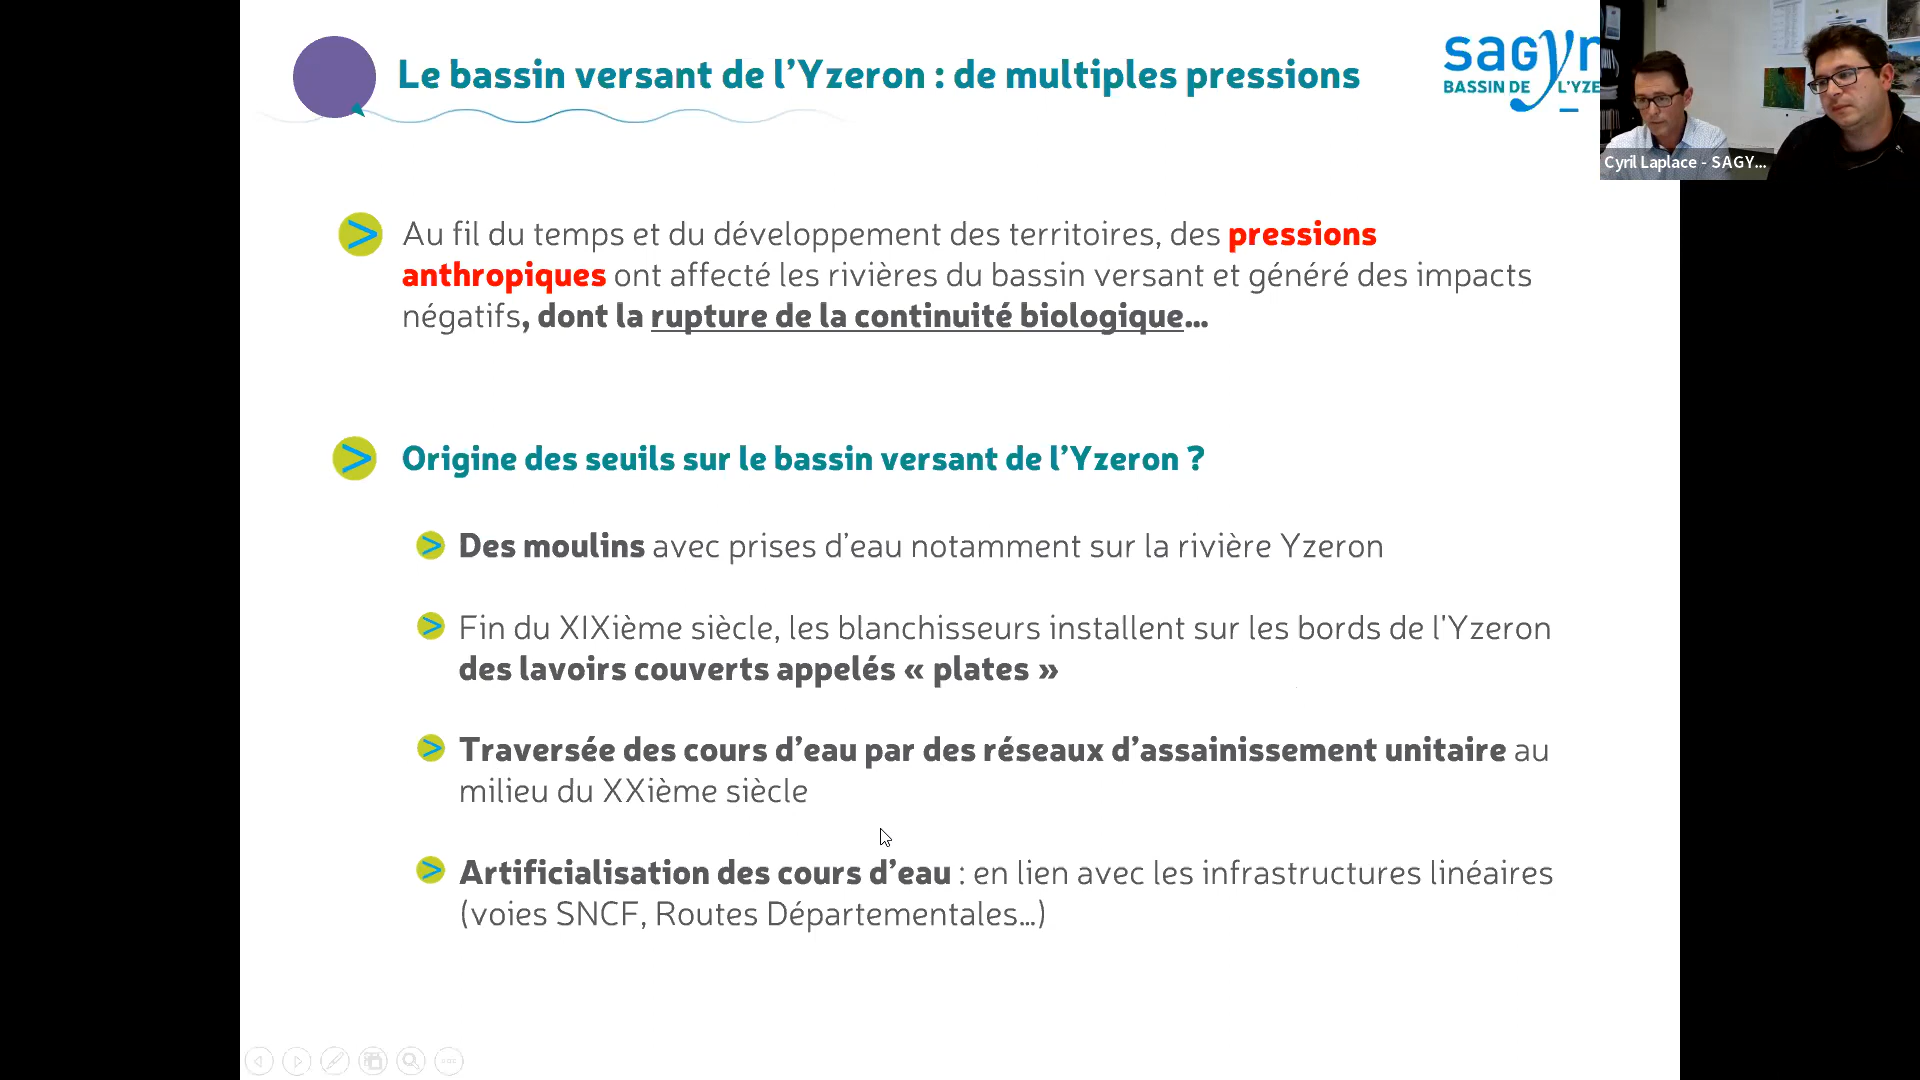 Le bassin versant de l’Yzeron : de multiples pressions
sagyr
BASSIN DE L'YZE
Cyril Laplace - SAGY...
> Au fil du temps et du développement des territoires, des pressions
anthropiques ont affecté les rivières du bassin versant et généré des impacts
négatifs, dont la rupture de la continuité biologique...
> Origine des seuils sur le bassin versant de l’Yzeron ?
> Des moulins avec prises d’eau notamment sur la rivière Yzeron
> Fin du XIXième siècle, les blanchisseurs installent sur les bords de l'Yzeron
des lavoirs couverts appelés « plates »
> Traversée des cours d’eau par des réseaux d’assainissement unitaire au
milieu du XXième siècle
> Artificialisation des cours d’eau : en lien avec les infrastructures linéaires
(voies SNCF, Routes Départementales...)